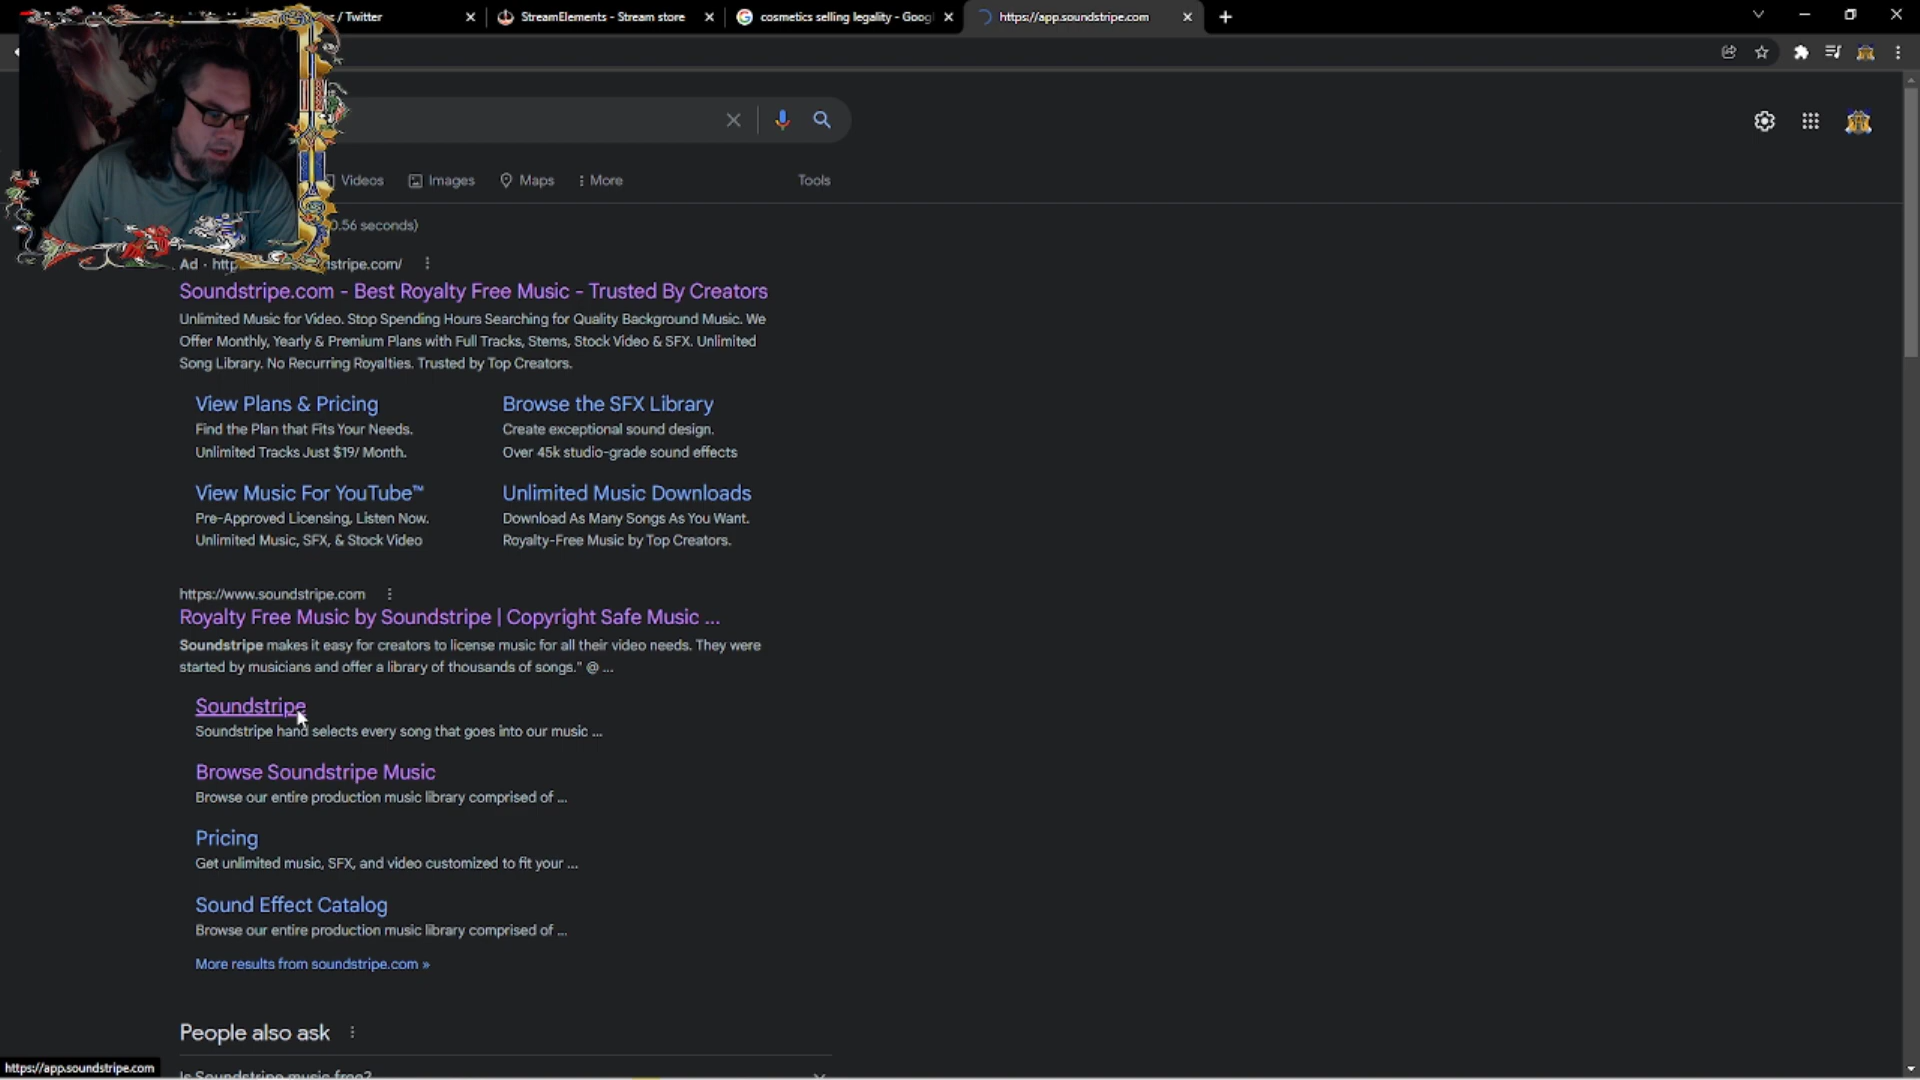 / Twitter
StreamElements - Stream store
cosmetics selling legality - Goog
https://app.soundstripe.com
Videos
Images
Maps
More
Tools
0.56 seconds)
Ad · http stripe.com/
Soundstripe.com - Best Royalty Free Music - Trusted By Creators
Unlimited Music for Video. Stop Spending Hours Searching for Quality Background Music. We
Offer Monthly, Yearly & Premium Plans with Full Tracks, Stems, Stock Video & SFX. Unlimited
Song Library. No Recurring Royalties. Trusted by Top Creators.
View Plans & Pricing
Find the Plan that Fits Your Needs.
Unlimited Tracks Just $19/ Month.
Browse the SFX Library
Create exceptional sound design.
Over 45k studio-grade sound effects
View Music For YouTube™
Pre-Approved Licensing, Listen Now.
Unlimited Music, SFX, & Stock Video
Unlimited Music Downloads
Download As Many Songs As You Want.
Royalty-Free Music by Top Creators.
https://www.soundstripe.com
Royalty Free Music by Soundstripe | Copyright Safe Music ...
Soundstripe makes it easy for creators to license music for all their video needs. They were
started by musicians and offer a library of thousands of songs." @ ...
Soundstripe
Soundstripe hand selects every song that goes into our music ...
Browse Soundstripe Music
Browse our entire production music library comprised of ...
Pricing
Get unlimited music, SFX, and video customized to fit your ...
Sound Effect Catalog
Browse our entire production music library comprised of ...
More results from soundstripe.com »
People also ask
https://app.soundstripe.com
Is Soundstripe music free?